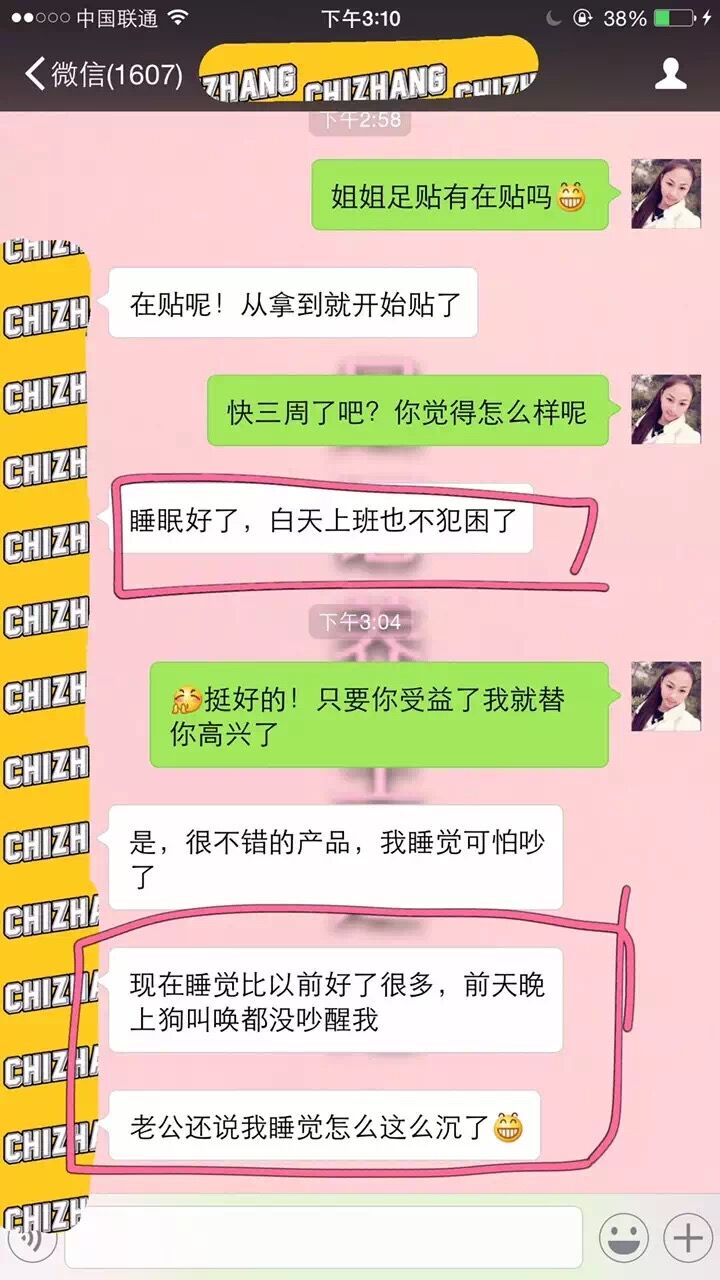 中国联通
下午3:10
38%
微信(1607)
ZHANG CHIZHANG CHIZH
下午2:58
姐姐足贴有在贴吗😁
CHIZH
在贴呢！从拿到就开始贴了
CHIZH
CHIZH
快三周了吧？你觉得怎么样呢
CHIZH
睡眠好了，白天上班也不犯困了
CHIZH
CHIZH
下午3:04
CHIZH
挺好的！只要你受益了我就替
你高兴了
CHIZH
CHIZH
是，很不错的产品，我睡觉可怕吵
了
CHIZHA
现在睡觉比以前好了很多，前天晚
上狗叫唤都没吵醒我
CHIZHA
CHIZHA
老公还说我睡觉怎么这么沉了😁
CHIZHA
CHIZH